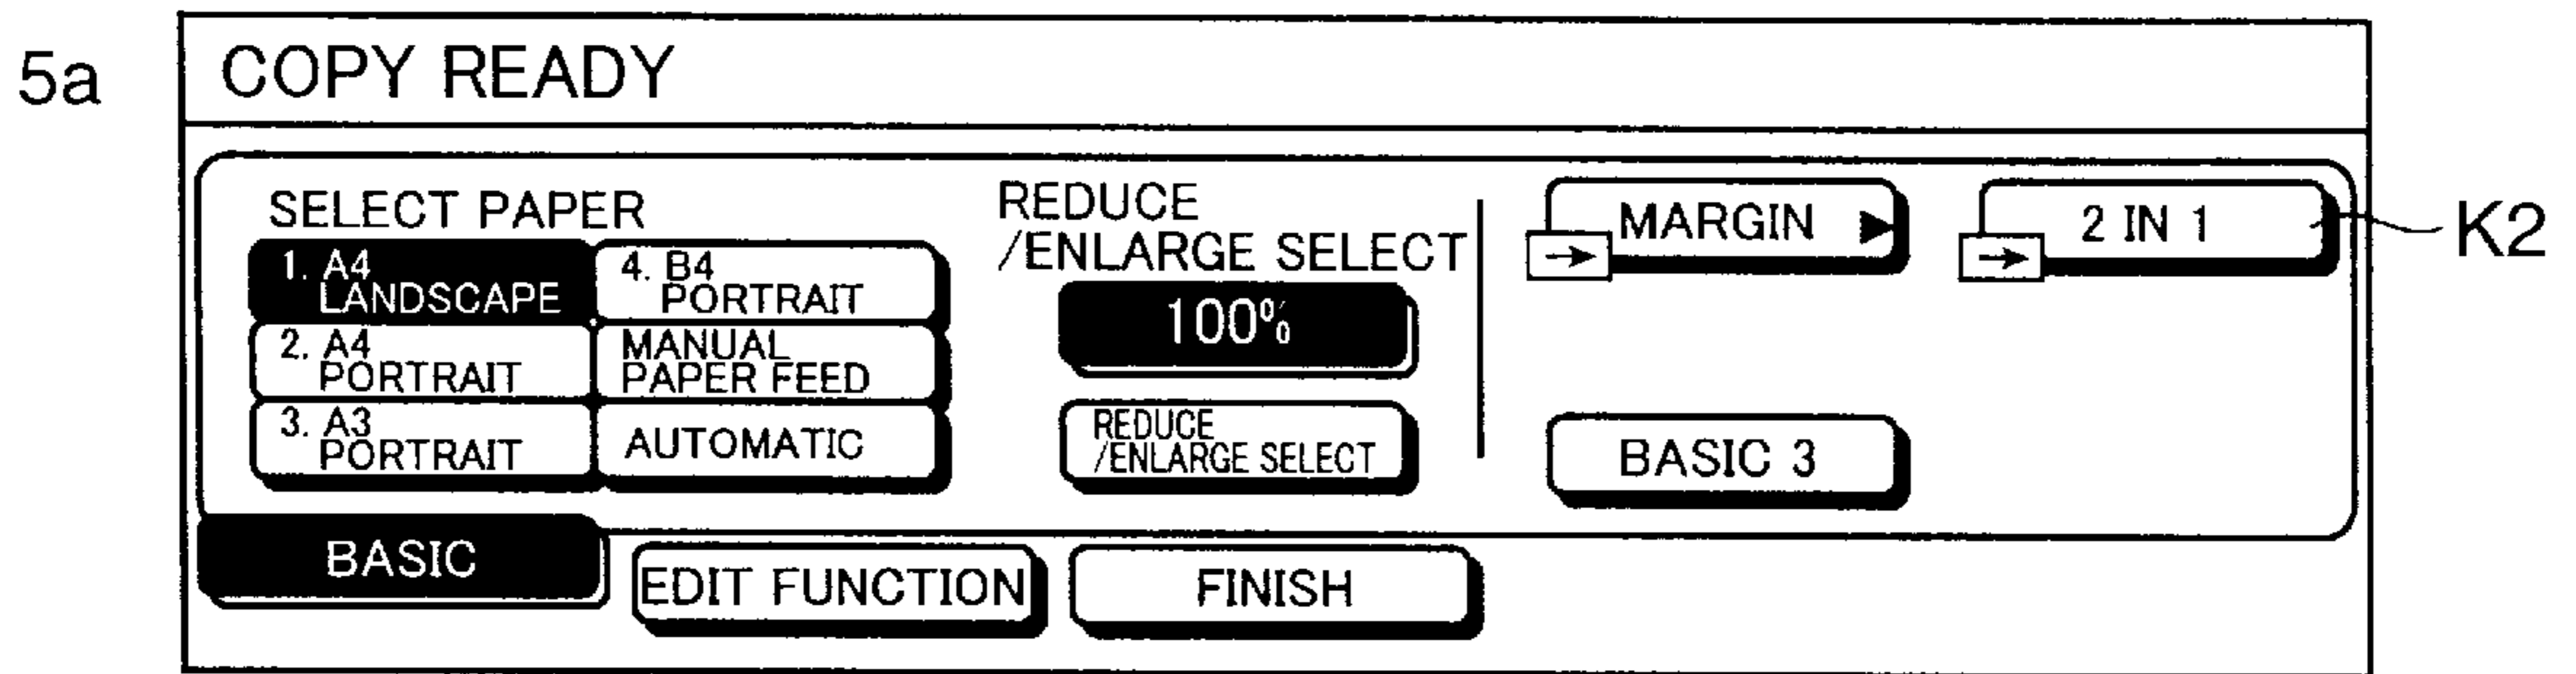 5a
COPY READY
SELECT PAPER
1. A4
LANDSCAPE
2. A4
PORTRAIT
3. A3
PORTRAIT
4. B4
PORTRAIT
MANUAL
PAPER FEED
AUTOMATIC
REDUCE
/ENLARGE SELECT
100%
REDUCE
/ENLARGE SELECT
MARGIN
2 IN 1
K2
BASIC 3
BASIC
EDIT FUNCTION
FINISH